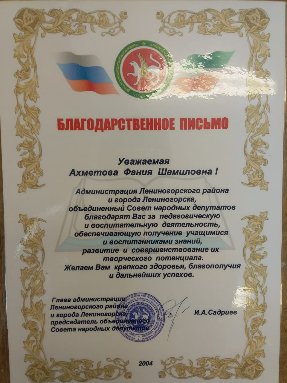 БЛАГОДАРСТВЕННОЕ ПИСЬМО
Уважаемая
Ахметова Фания Шамиловна !
Администрация Лениногорского района
и города Лениногорска,
объединенный Совет народных депутатов
благодарят Вас за педагогическую
и воспитательную деятельность,
обеспечивающую получение учащимися
и воспитанниками знаний,
развитие и совершенствование их
творческого потенциала.
Желаем Вам крепкого здоровья, благополучия
и дальнейших успехов.
Глава администрации
Лениногорского района
и города Лениногорска,
председатель объединенного
Совета народных депутатов
И.А.Садриев
2004